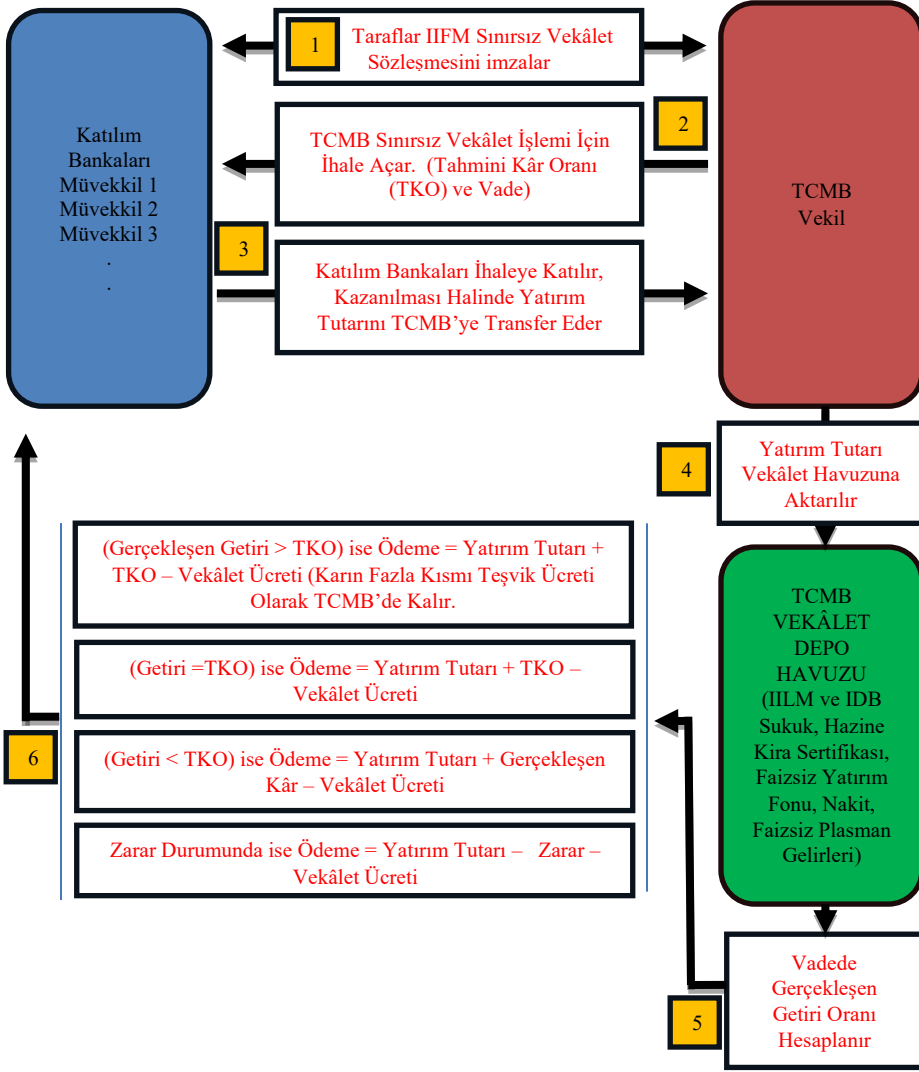 1
Taraflar IIFM Sınırsız Vekâlet
Sözleşmesini imzalar
Katılım
Bankaları
Müvekkil 1
Müvekkil 2
Müvekkil 3
.
.
2
TCMB Sınırsız Vekâlet İşlemi İçin
İhale Açar. (Tahmini Kâr Oranı
(TKO) ve Vade)
TCMB
Vekil
3
Katılım Bankaları İhaleye Katılır,
Kazanılması Halinde Yatırım
Tutarını TCMB’ye Transfer Eder
4
Yatırım Tutarı
Vekâlet Havuzuna
Aktarılır
TCMB
VEKÂLET
DEPO
HAVUZU
(IILM ve IDB
Sukuk, Hazine
Kira Sertifikası,
Faizsiz Yatırım
Fonu, Nakit,
Faizsiz Plasman
Gelirleri)
5
Vadede
Gerçekleşen
Getiri Oranı
Hesaplanır
6
(Gerçekleşen Getiri > TKO) ise Ödeme = Yatırım Tutarı +
TKO – Vekâlet Ücreti (Karın Fazla Kısmı Teşvik Ücreti
Olarak TCMB’de Kalır.
(Getiri =TKO) ise Ödeme = Yatırım Tutarı + TKO –
Vekâlet Ücreti
(Getiri < TKO) ise Ödeme = Yatırım Tutarı + Gerçekleşen
Kâr – Vekâlet Ücreti
Zarar Durumunda ise Ödeme = Yatırım Tutarı – Zarar –
Vekâlet Ücreti